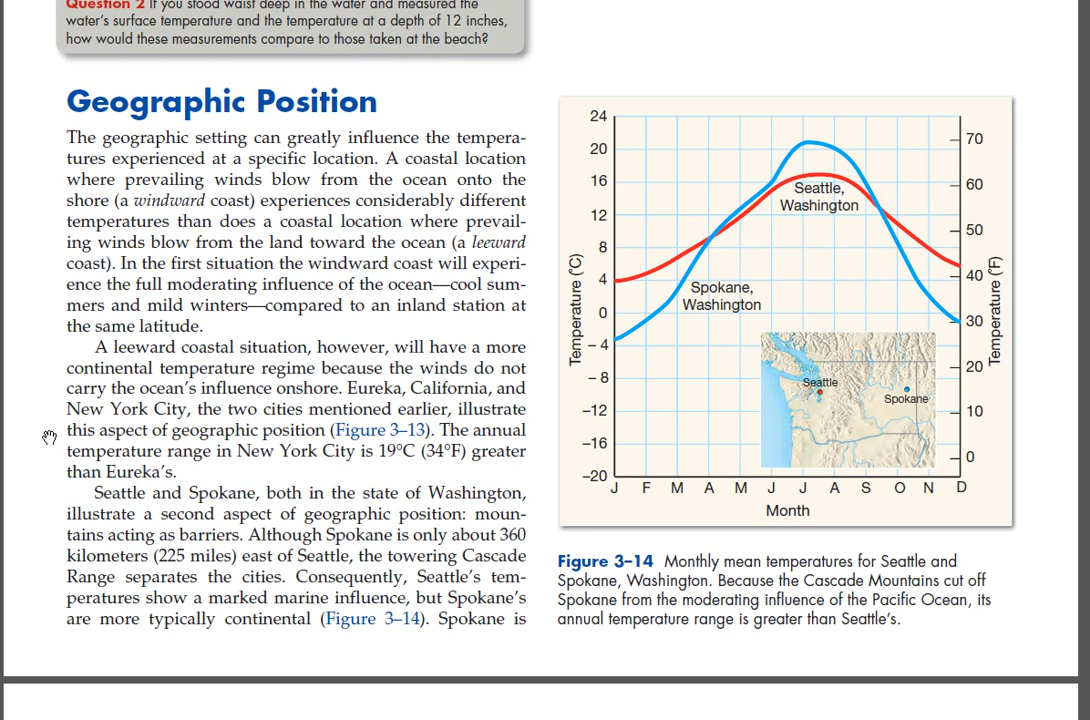 Question 2 If you stood waist deep in the water and measured the
water's surface temperature and the temperature at a depth of 12 inches,
how would these measurements compare to those taken at the beach?
Geographic Position
The geographic setting can greatly influence the tempera-
tures experienced at a specific location. A coastal location
where prevailing winds blow from the ocean onto the
shore (a windward coast) experiences considerably different
temperatures than does a coastal location where prevail-
ing winds blow from the land toward the ocean (a leeward
coast). In the first situation the windward coast will experi-
ence the full moderating influence of the ocean—cool sum-
mers and mild winters—compared to an inland station at
the same latitude.
A leeward coastal situation, however, will have a more
continental temperature regime because the winds do not
carry the ocean's influence onshore. Eureka, California, and
New York City, the two cities mentioned earlier, illustrate
this aspect of geographic position (Figure 3–13). The annual
temperature range in New York City is 19°C (34°F) greater
than Eureka's.
Seattle and Spokane, both in the state of Washington,
illustrate a second aspect of geographic position: moun-
tains acting as barriers. Although Spokane is only about 360
kilometers (225 miles) east of Seattle, the towering Cascade
Range separates the cities. Consequently, Seattle's tem-
peratures show a marked marine influence, but Spokane's
are more typically continental (Figure 3–14). Spokane is
24
20
16
12
8
4
0
−4
−8
−12
−16
−20
Temperature (°C)
Seattle,
Washington
Spokane,
Washington
Seattle
Spokane
70
60
50
40
30
20
10
0
Temperature (°F)
J F M A M J J A S O N D
Month
Figure 3–14 Monthly mean temperatures for Seattle and
Spokane, Washington. Because the Cascade Mountains cut off
Spokane from the moderating influence of the Pacific Ocean, its
annual temperature range is greater than Seattle's.